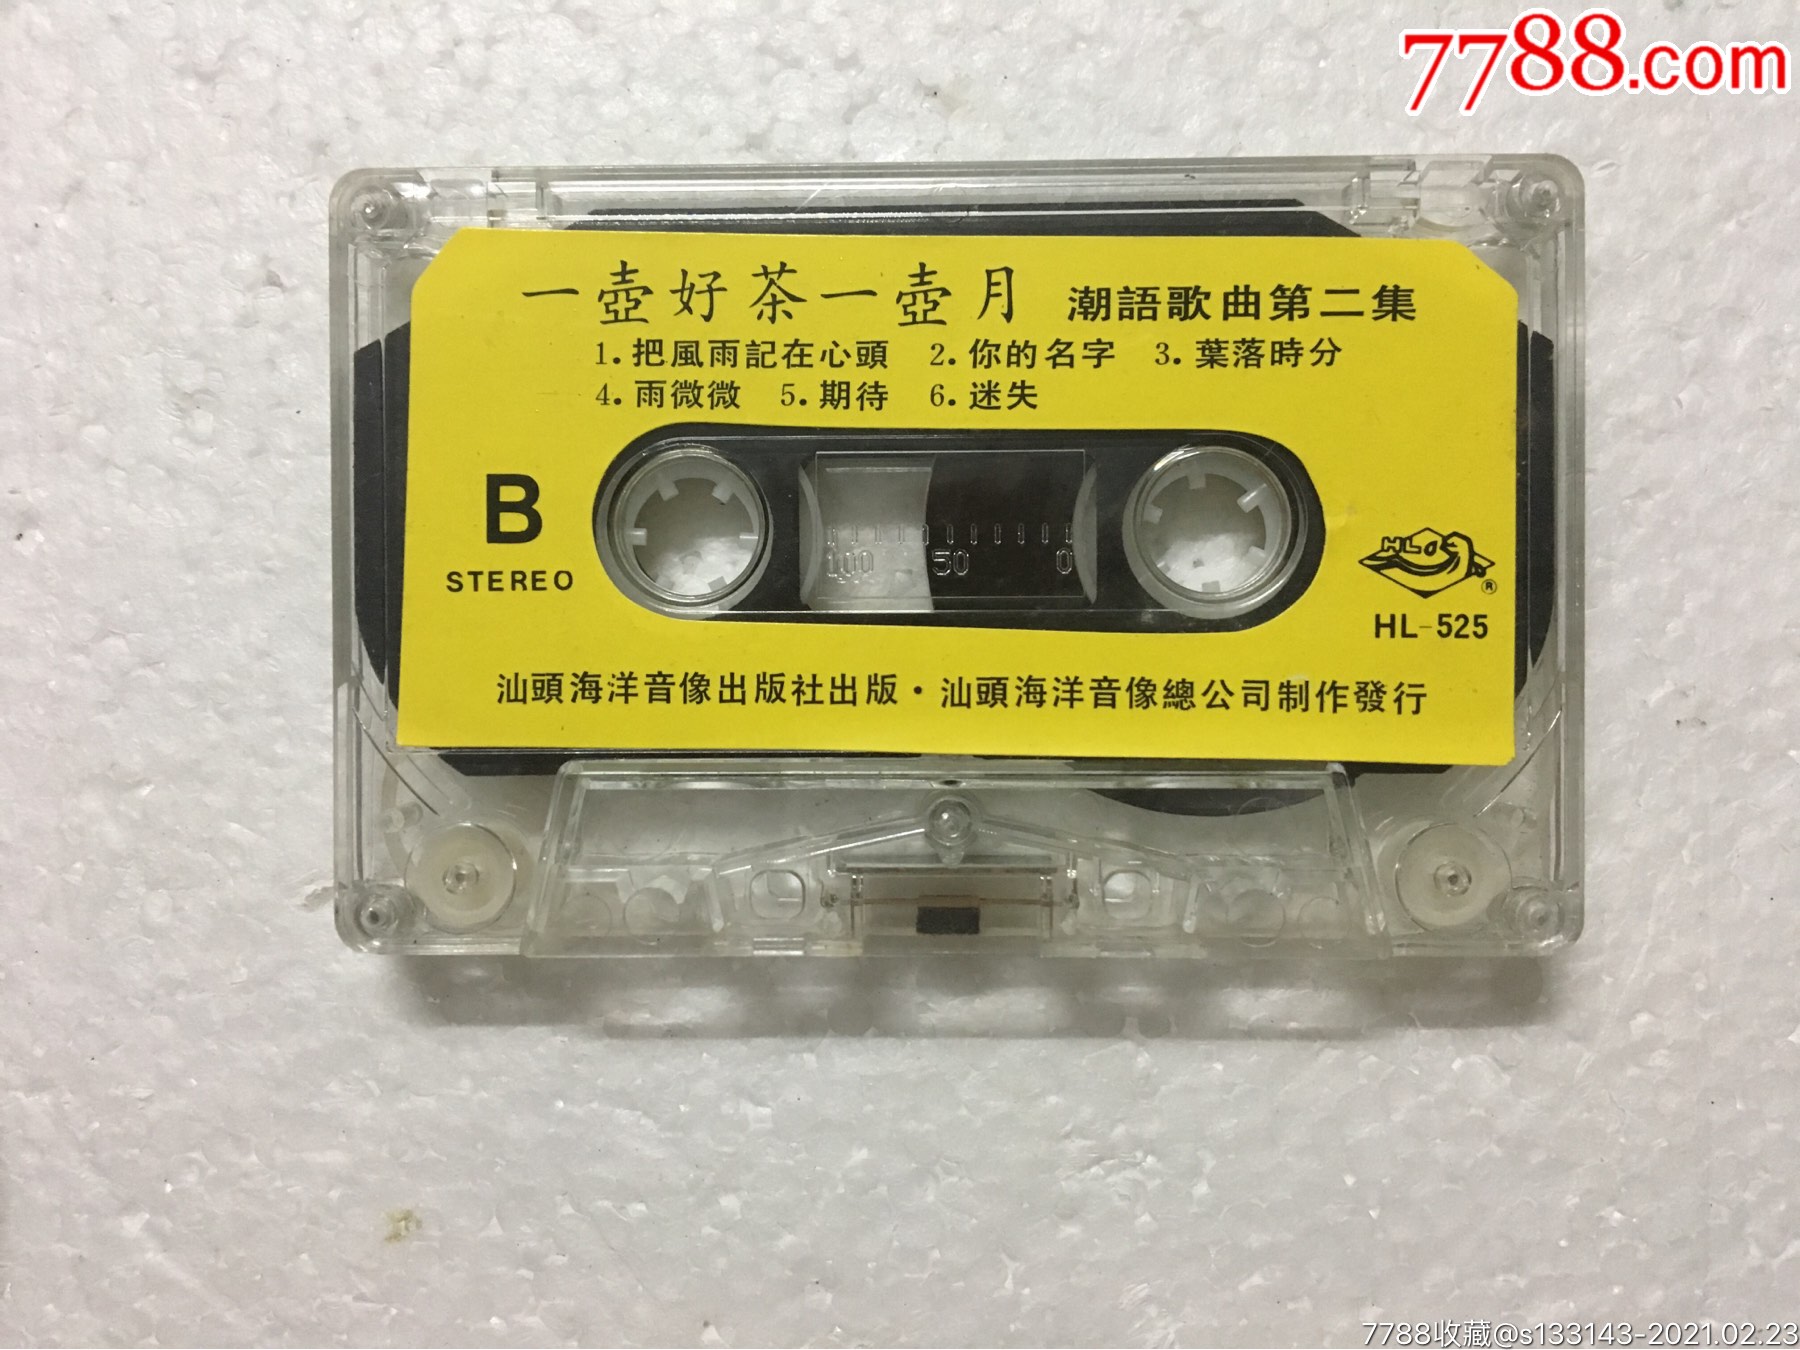 7788.com
一壺好茶一壺月 潮語歌曲第二集
1.把風雨記在心頭 2.你的名字 3.葉落時分
4.雨微微 5.期待 6.迷失
B
STEREO
100 50 0
HLOS
®
HL-525
汕頭海洋音像出版社出版·汕頭海洋音像總公司制作發行
7788收藏@s133143-2021.02.23